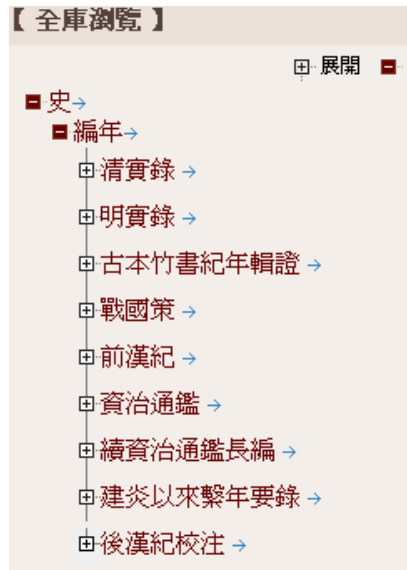 【 全庫瀏覽 】
展開
史→
編年→
清實錄→
明實錄→
古本竹書紀年輯證→
戰國策→
前漢紀→
資治通鑑→
續資治通鑑長編→
建炎以來繫年要錄→
後漢紀校注→